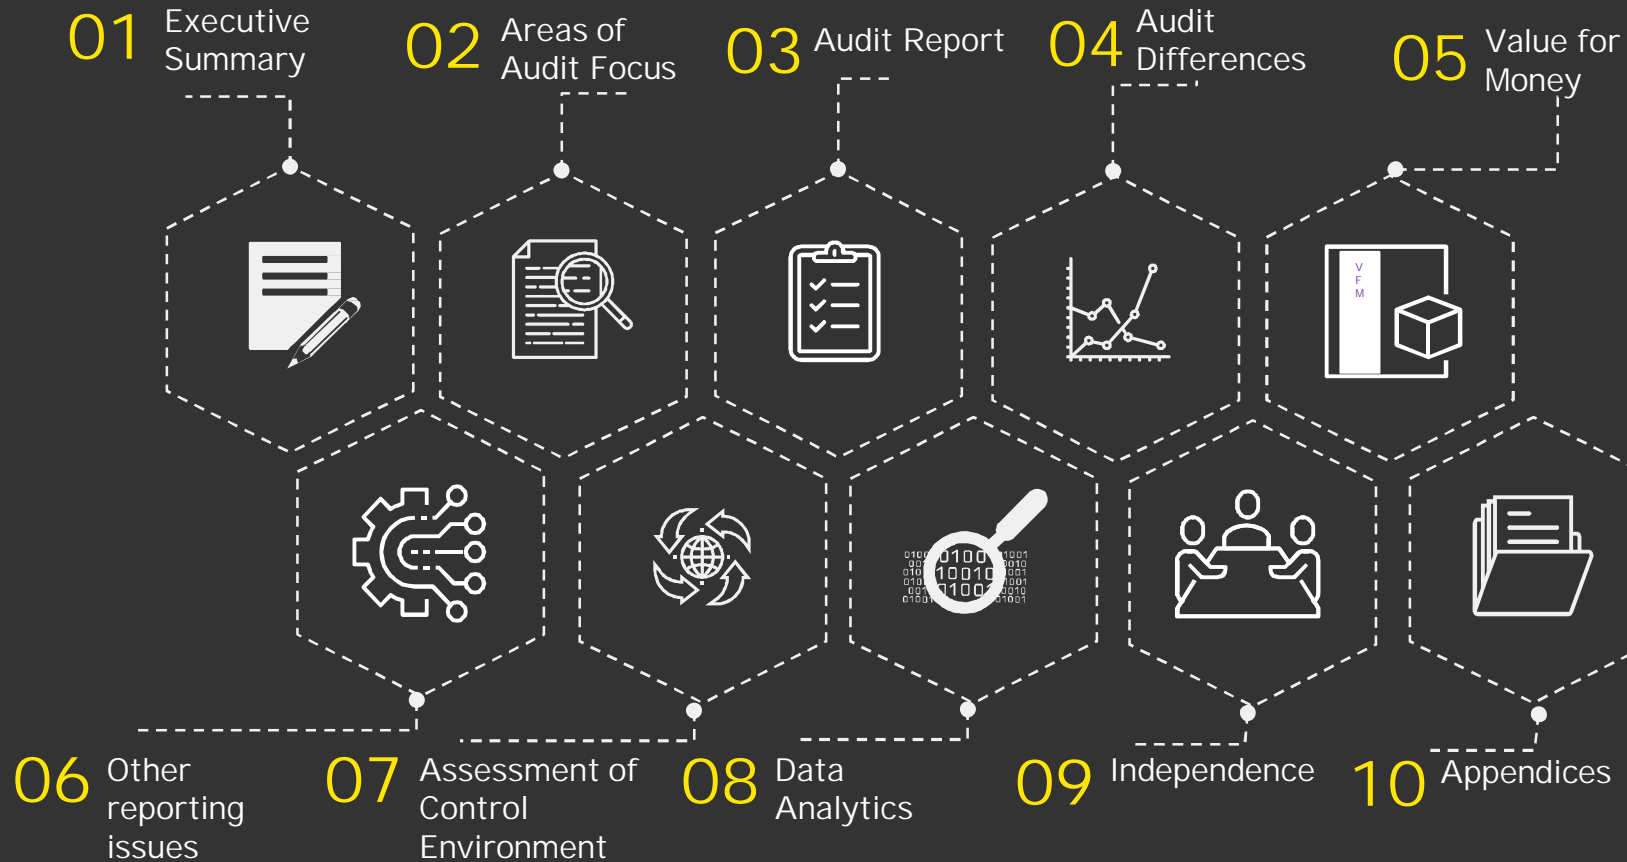 01 Executive
Summary
02 Areas of
Audit Focus
03 Audit Report
04 Audit
Differences
05 Value for
Money
V
F
M
06 Other
reporting
issues
07 Assessment of
Control
Environment
08 Data
Analytics
09 Independence
10 Appendices